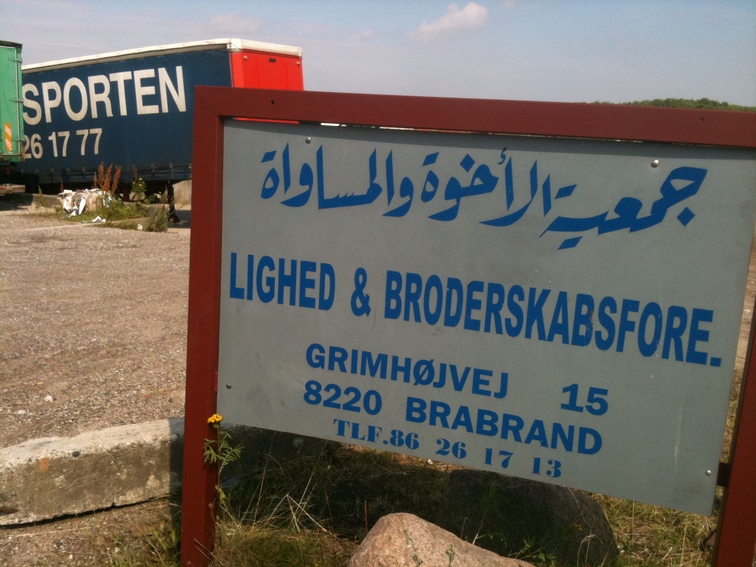 SPORTEN
26 17 77
جمعية الأخوة والمساواة
LIGHED & BRODERSKABSFORE.
GRIMHØJVEJ 15
8220 BRABRAND
TLF.86 26 17 13